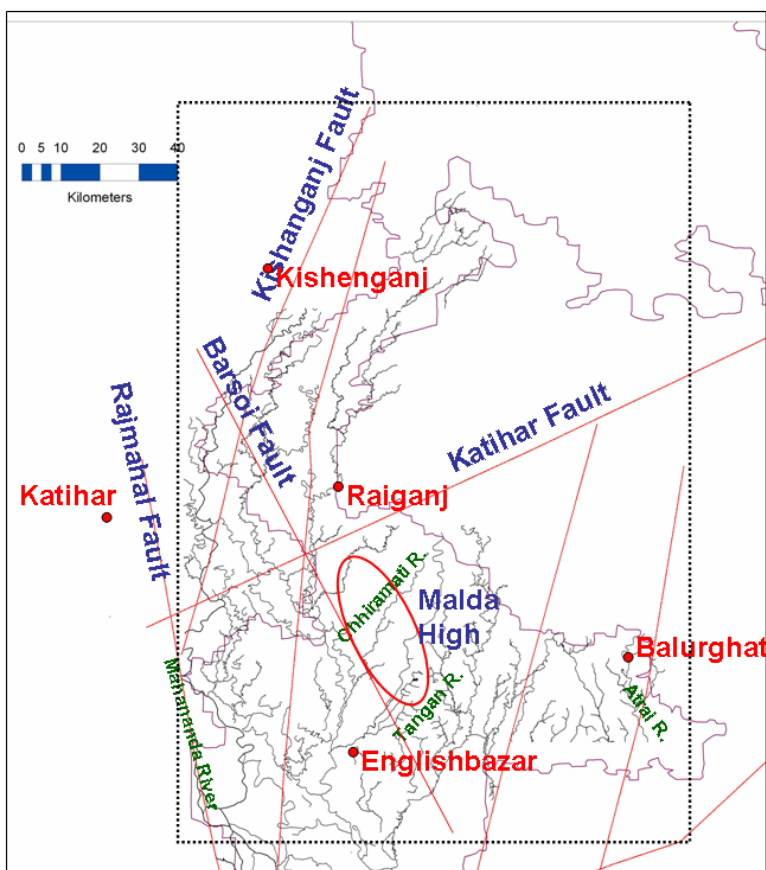 0 5 10 20 30 40
Kilometers
Kishanganj Fault
Kishenganj
Barsoi Fault
Rajmahal Fault
Katihar Fault
Katihar
Raiganj
Chhiramati R.
Malda
High
Balurghat
Mahananda River
Tangan R.
Atrai R.
Englishbazar